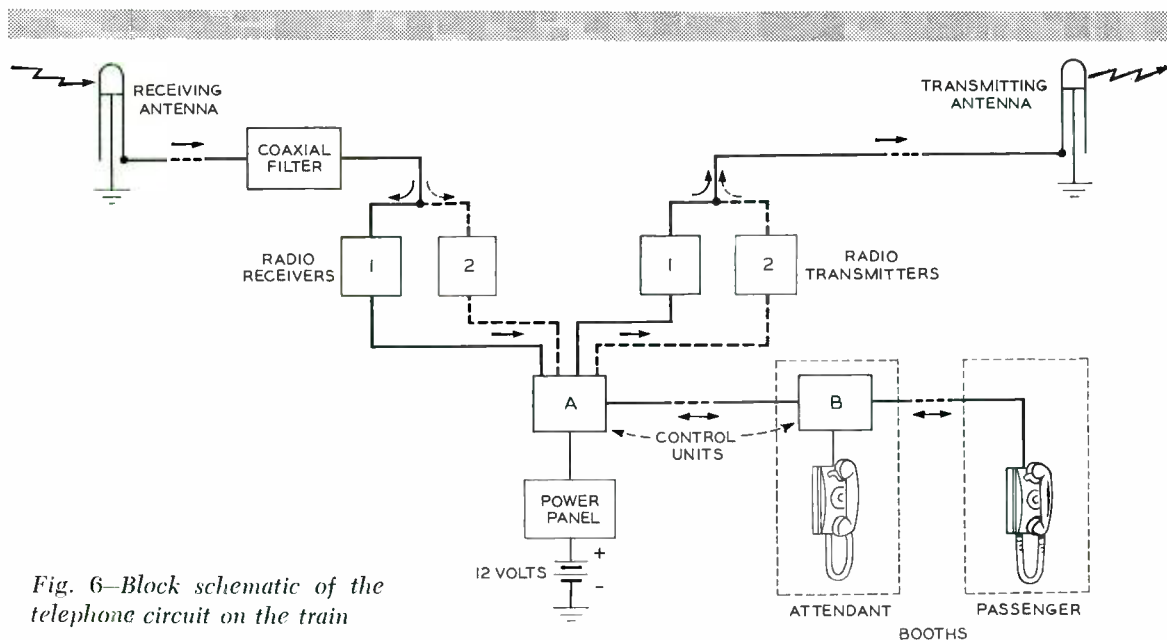 RECEIVING
ANTENNA
TRANSMITTING
ANTENNA
COAXIAL
FILTER
RADIO
RECEIVERS
1
2
1
2
RADIO
TRANSMITTERS
A
B
CONTROL
UNITS
POWER
PANEL
12 VOLTS
+
-
ATTENDANT
PASSENGER
BOOTHS
Fig. 6—Block schematic of the
telephone circuit on the train